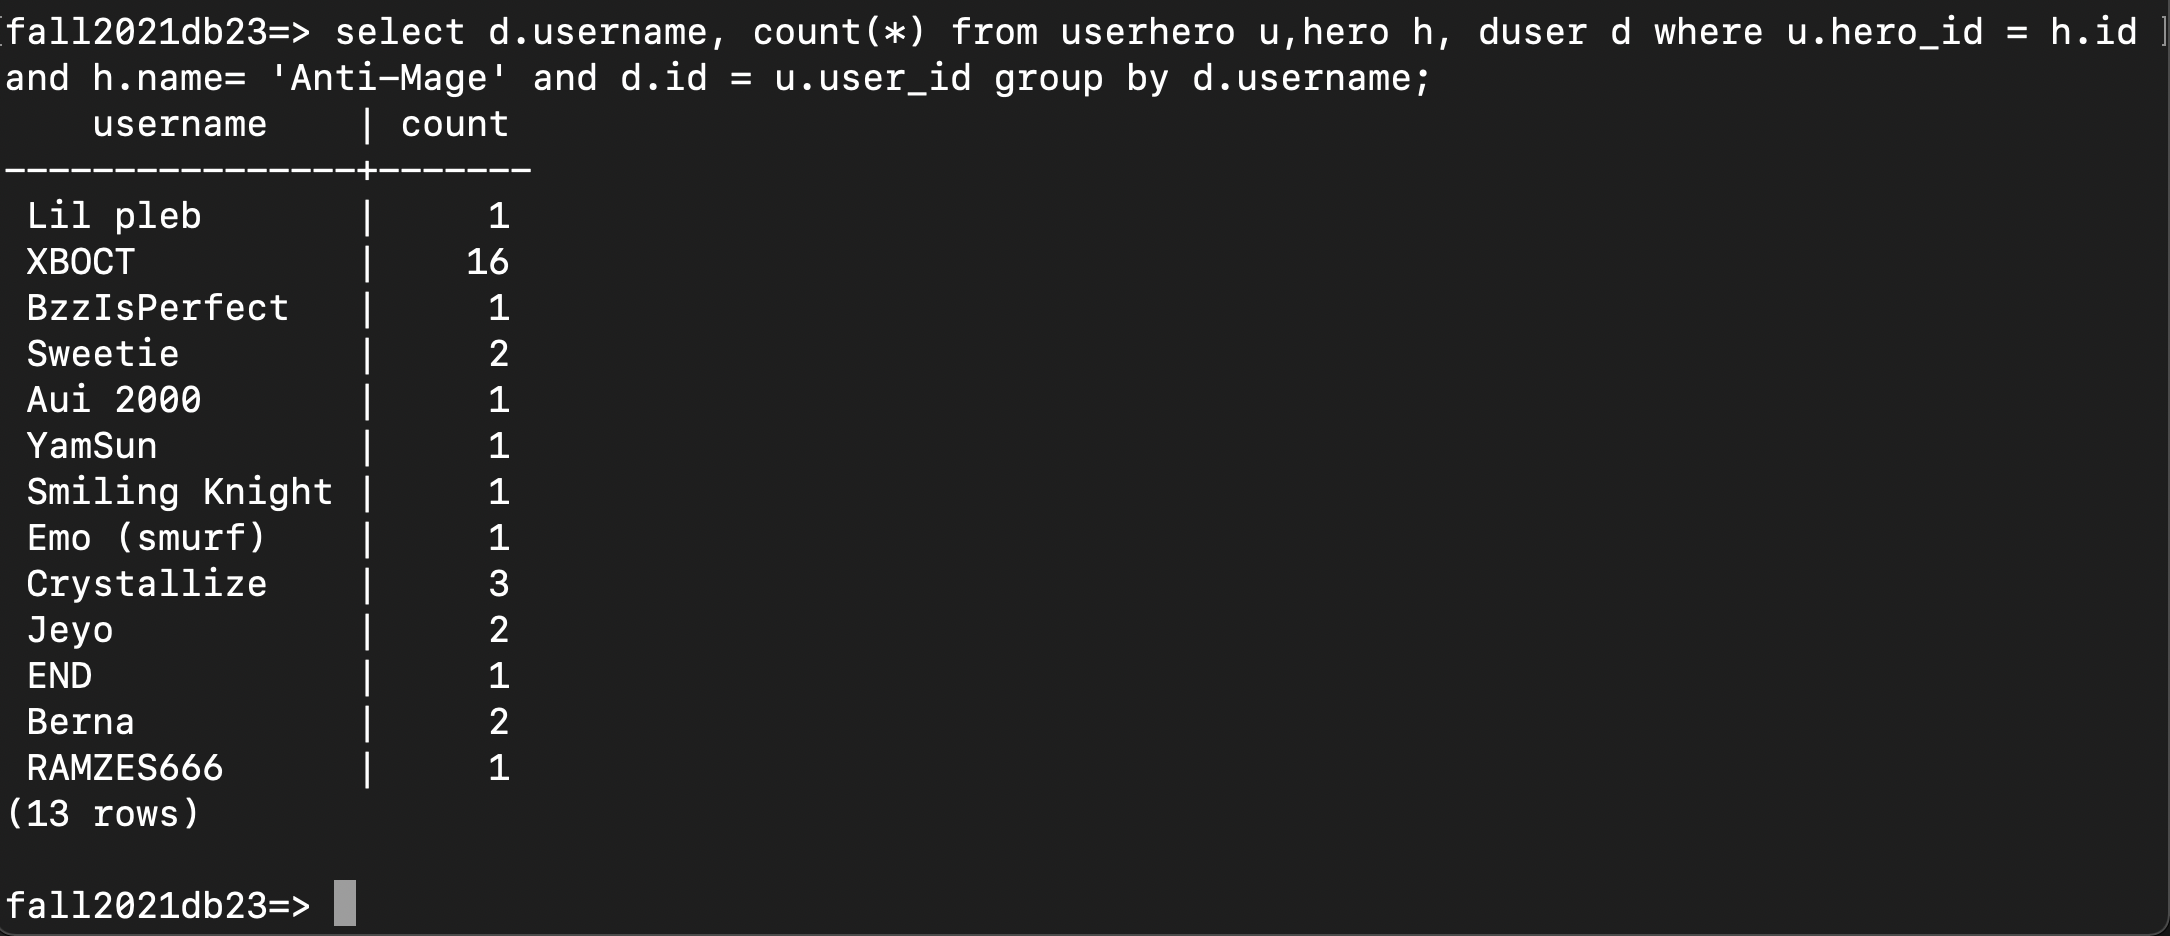 fall2021db23=> select d.username, count(*) from userhero u,hero h, duser d where u.hero_id = h.id
and h.name= 'Anti-Mage' and d.id = u.user_id group by d.username;
    username    | count
----------------+-------
 Lil pleb       |     1
 XBOCT          |    16
 BzzIsPerfect   |     1
 Sweetie        |     2
 Aui 2000       |     1
 YamSun         |     1
 Smiling Knight |     1
 Emo (smurf)    |     1
 Crystallize    |     3
 Jeyo           |     2
 END            |     1
 Berna          |     2
 RAMZES666      |     1
(13 rows)
fall2021db23=>